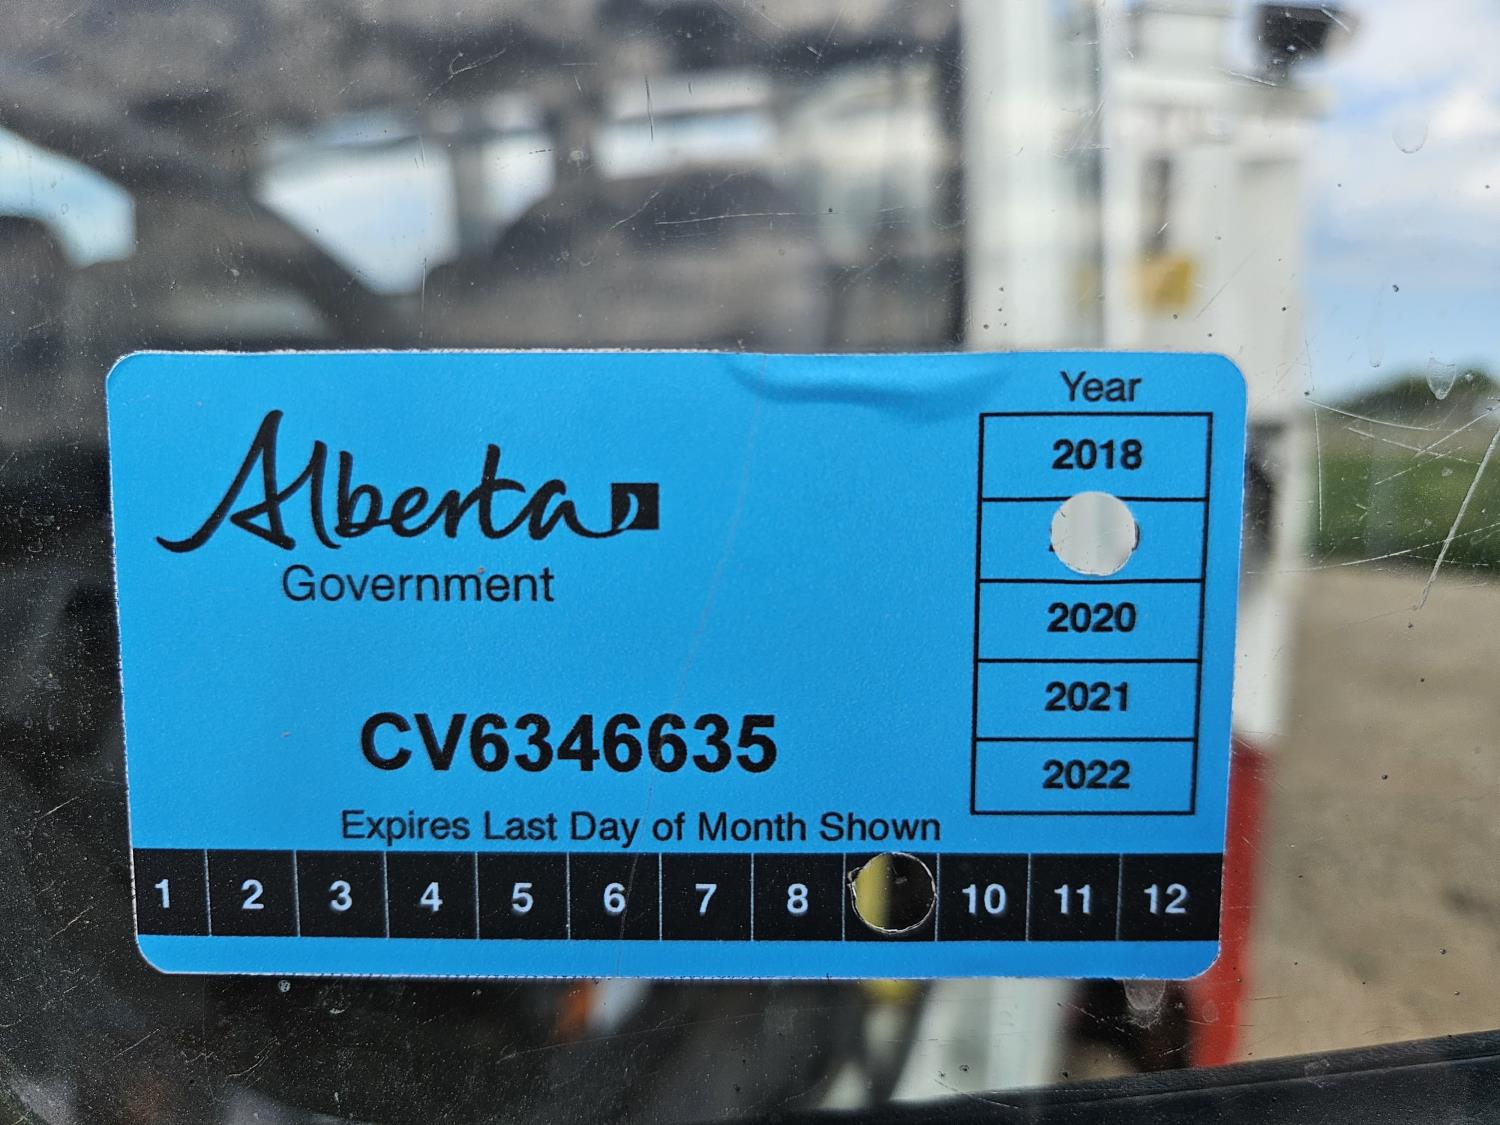 Alberta
Government
Year
2018
2020
2021
2022
CV6346635
Expires Last Day of Month Shown
1 2 3 4 5 6 7 8 10 11 12